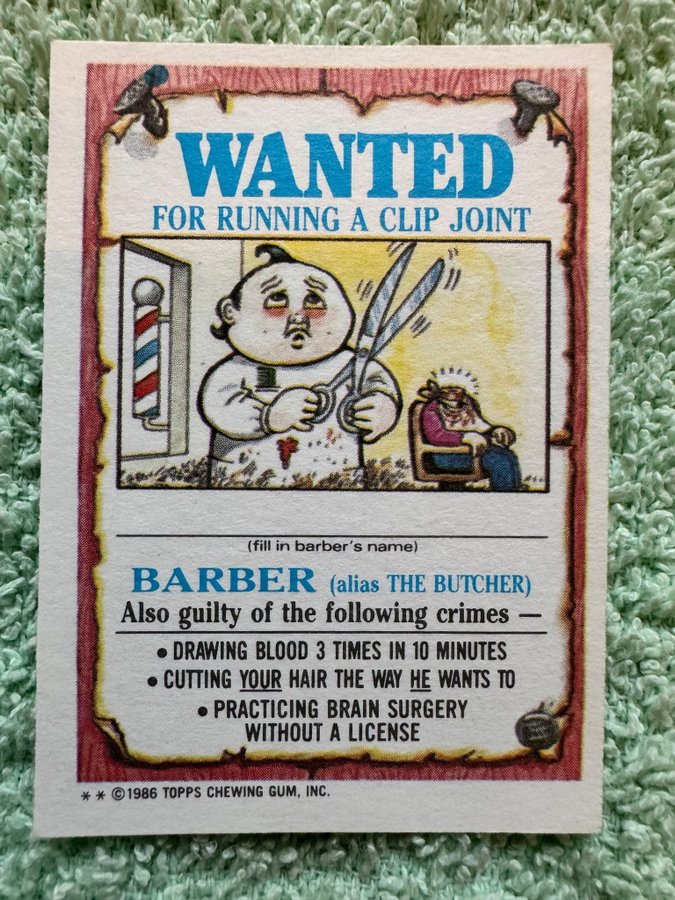 WANTED
FOR RUNNING A CLIP JOINT
(fill in barber's name)
BARBER (alias THE BUTCHER)
Also guilty of the following crimes —
• DRAWING BLOOD 3 TIMES IN 10 MINUTES
• CUTTING YOUR HAIR THE WAY HE WANTS TO
• PRACTICING BRAIN SURGERY
WITHOUT A LICENSE
* * ©1986 TOPPS CHEWING GUM, INC.